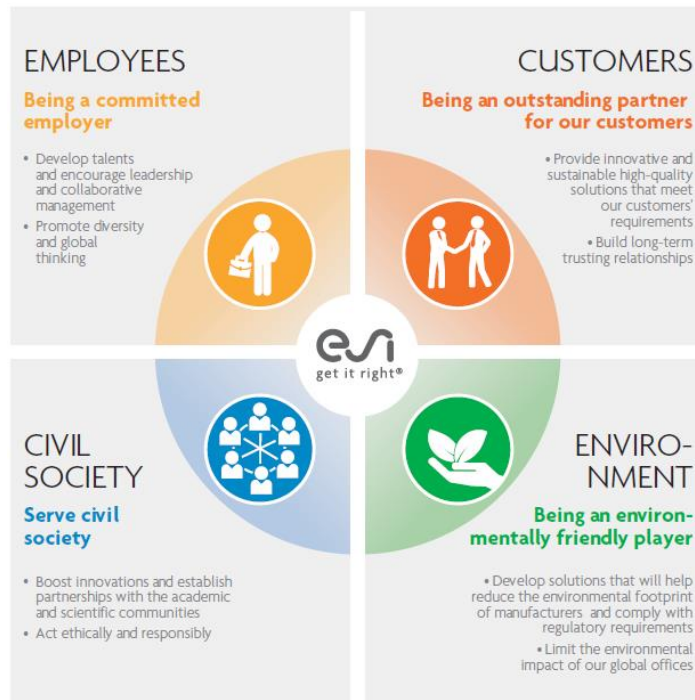 EMPLOYEES
Being a committed
employer
• Develop talents
and encourage leadership
and collaborative
management
• Promote diversity
and global
thinking
CUSTOMERS
Being an outstanding partner
for our customers
• Provide innovative and
sustainable high-quality
solutions that meet
our customers'
requirements
• Build long-term
trusting relationships
esi
get it right®
CIVIL
SOCIETY
Serve civil
society
• Boost innovations and establish
partnerships with the academic
and scientific communities
• Act ethically and responsibly
ENVIRO-
NMENT
Being an environ-
mentally friendly player
• Develop solutions that will help
reduce the environmental footprint
of manufacturers and comply with
regulatory requirements
• Limit the environmental
impact of our global offices